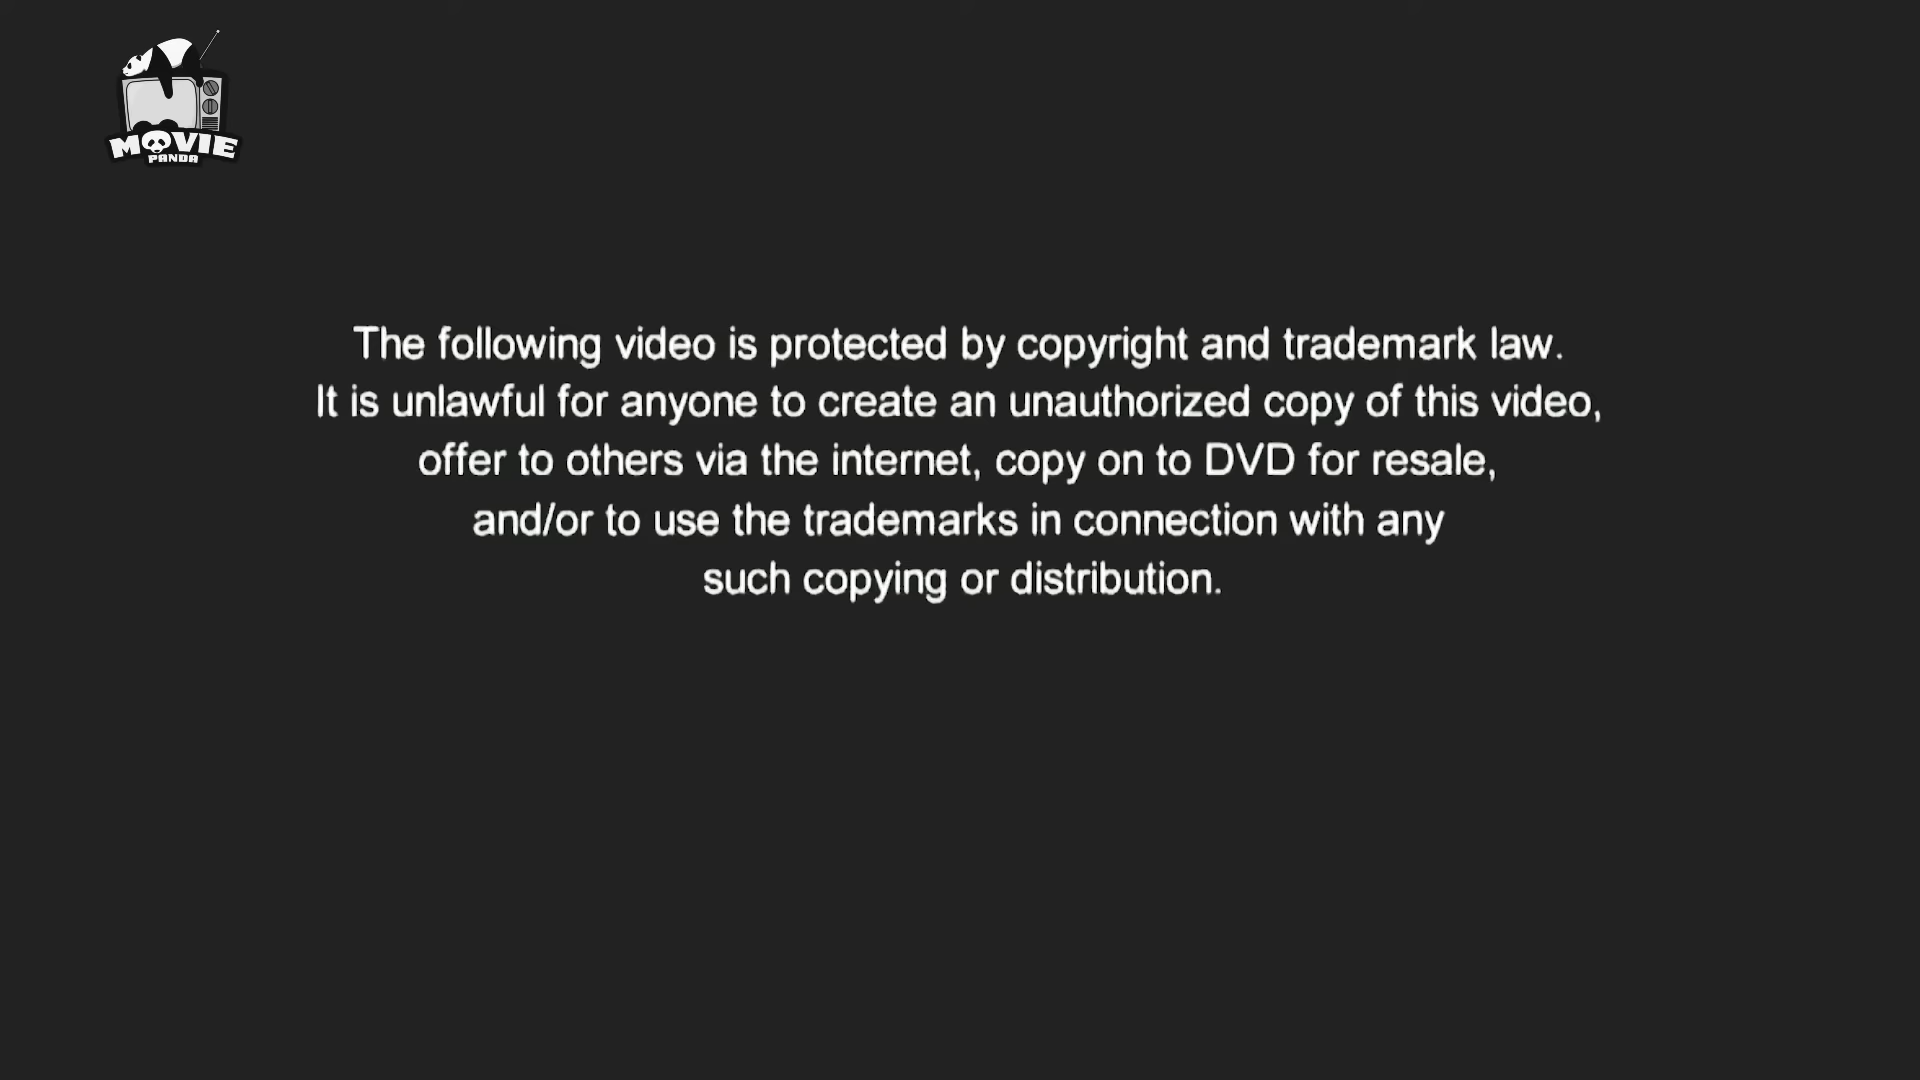 MOVIE
PANDA
The following video is protected by copyright and trademark law.
It is unlawful for anyone to create an unauthorized copy of this video,
offer to others via the internet, copy on to DVD for resale,
and/or to use the trademarks in connection with any
such copying or distribution.